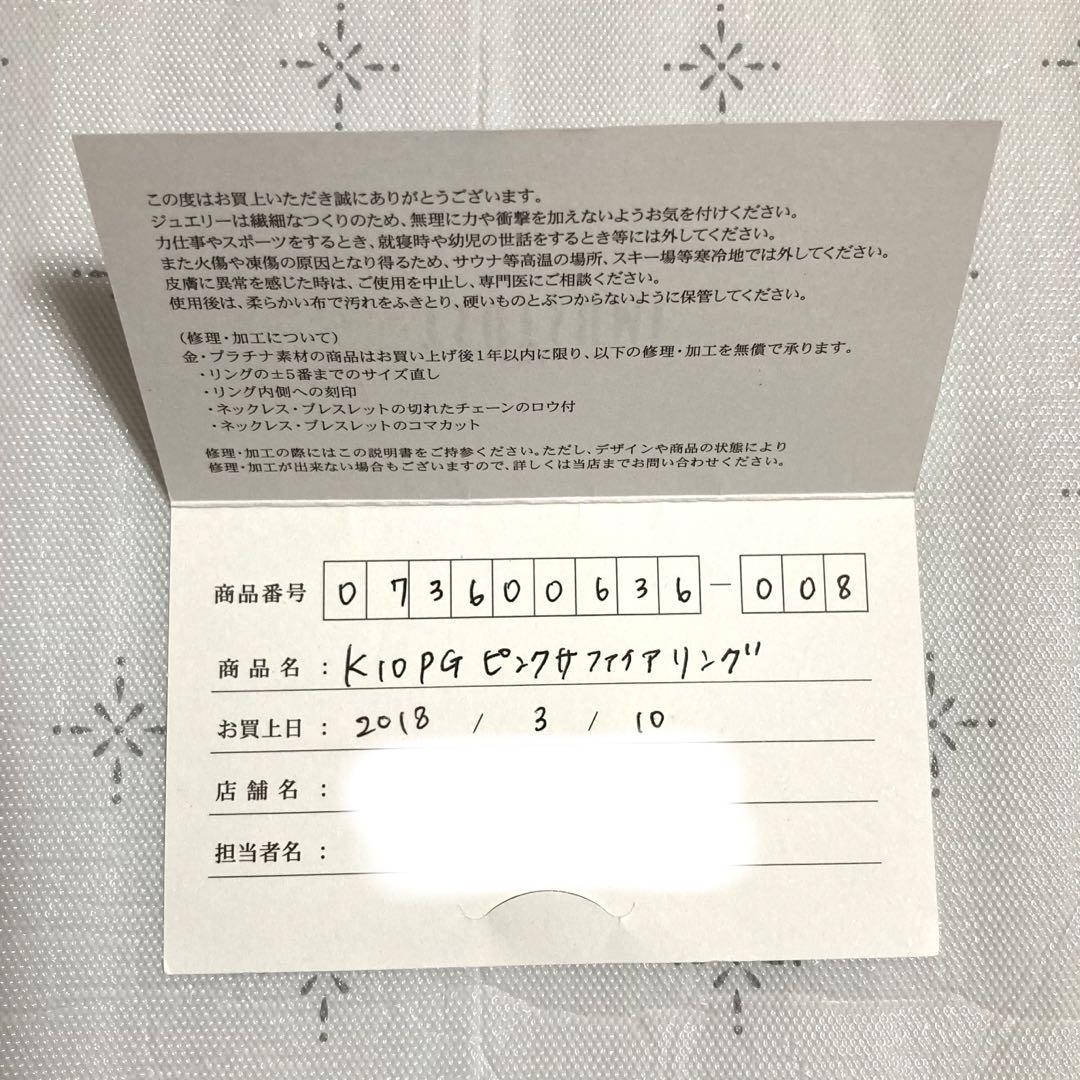 この度はお買上いただき誠にありがとうございます。
ジュエリーは繊細なつくりのため、無理に力や衝撃を加えないようお気を付けください。
力仕事やスポーツをするとき、就寝時や幼児の世話をするとき等には外してください。
また火傷や凍傷の原因となり得るため、サウナ等高温の場所、スキー場等寒冷地では外してください。
皮膚に異常を感じた時は、ご使用を中止し、専門医にご相談ください。
使用後は、柔らかい布で汚れをふきとり、硬いものとぶつからないように保管してください。
(修理・加工について)
金・プラチナ素材の商品はお買い上げ後1年以内に限り、以下の修理・加工を無償で承ります。
・リングの±5番までのサイズ直し
・リング内側への刻印
・ネックレス・ブレスレットの切れたチェーンのロウ付
・ネックレス・ブレスレットのコマカット
修理・加工の際にはこの説明書をご持参ください。ただし、デザインや商品の状態により
修理・加工が出来ない場合もございますので、詳しくは当店までお問い合わせください。
商品番号 073600636-008
商品名:K10PG ピンクサファイアリング
お買上日:2018 / 3 / 10
店舗名:
担当者名: